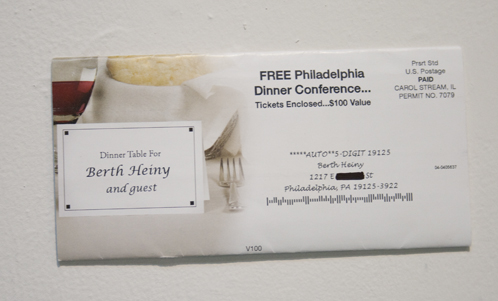 FREE Philadelphia
Dinner Conference...
Tickets Enclosed...$100 Value
Prsrt Std
U.S. Postage
PAID
CAROL STREAM, IL
PERMIT NO. 7079
Dinner Table For
Berth Heiny
and guest
*****AUTO**5-DIGIT 19125
Berth Heiny
1217 E St
Philadelphia, PA 19125-3922
V100